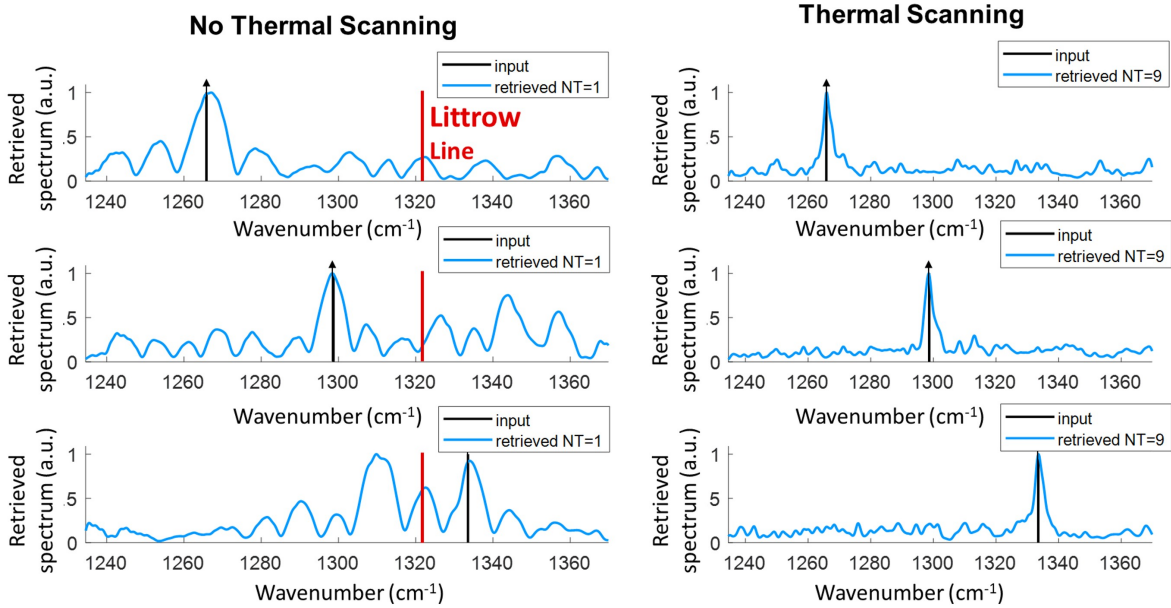 No Thermal Scanning
Thermal Scanning
input
retrieved NT=1
Littrow
Line
Retrieved
spectrum (a.u.)
1
.5
0
1240 1260 1280 1300 1320 1340 1360
Wavenumber (cm-1)
input
retrieved NT=9
Retrieved
spectrum (a.u.)
1
.5
0
1240 1260 1280 1300 1320 1340 1360
Wavenumber (cm-1)
input
retrieved NT=1
Retrieved
spectrum (a.u.)
1
.5
0
1240 1260 1280 1300 1320 1340 1360
Wavenumber (cm-1)
input
retrieved NT=9
Retrieved
spectrum (a.u.)
1
.5
0
1240 1260 1280 1300 1320 1340 1360
Wavenumber (cm-1)
input
retrieved NT=1
Retrieved
spectrum (a.u.)
1
5
0
1240 1260 1280 1300 1320 1340 1360
Wavenumber (cm-1)
input
retrieved NT=9
Retrieved
spectrum (a.u.)
1
.5
0
1240 1260 1280 1300 1320 1340 1360
Wavenumber (cm-1)